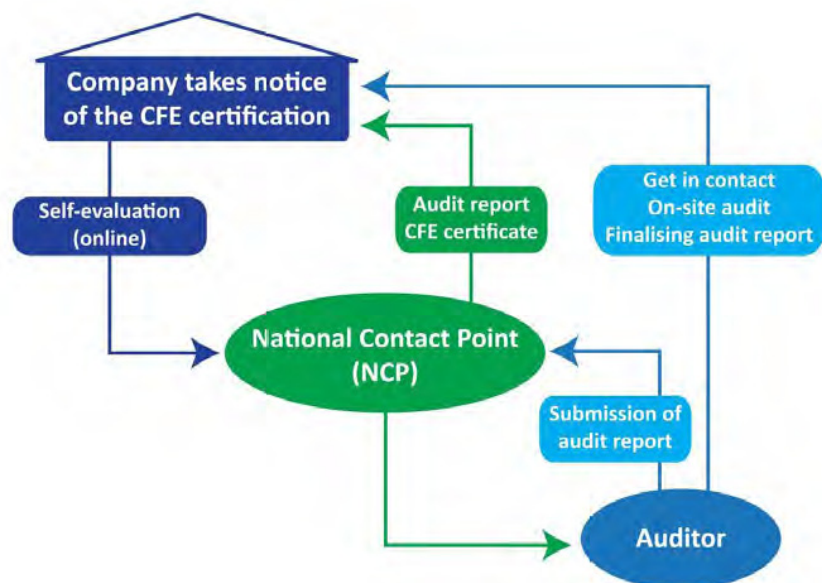 Company takes notice
of the CFE certification
Self-evaluation
(online)
Audit report
CFE certificate
Get in contact
On-site audit
Finalising audit report
National Contact Point
(NCP)
Submission of
audit report
Auditor